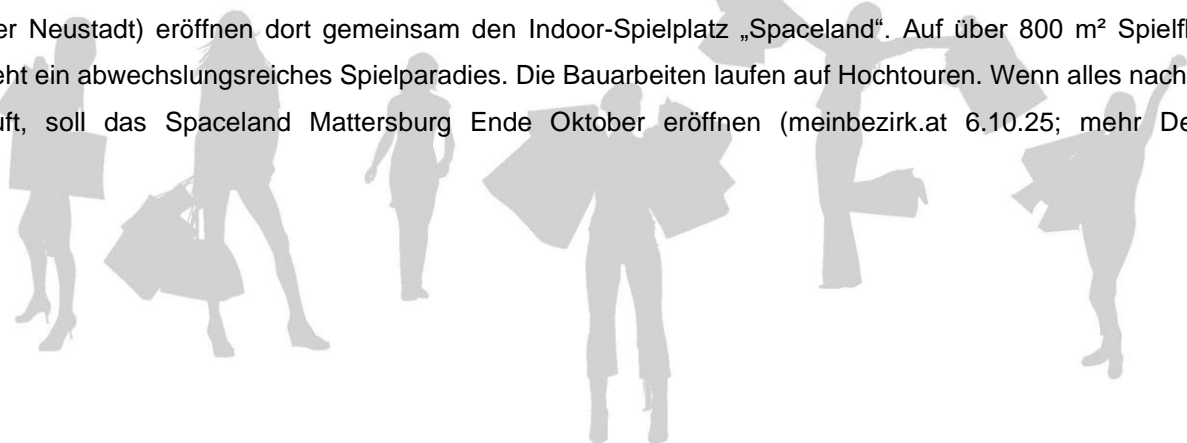 er Neustadt) eröffnen dort gemeinsam den Indoor-Spielplatz „Spaceland“. Auf über 800 m² Spielfl
eht ein abwechslungsreiches Spielparadies. Die Bauarbeiten laufen auf Hochtouren. Wenn alles nach
uft, soll das Spaceland Mattersburg Ende Oktober eröffnen (meinbezirk.at 6.10.25; mehr De